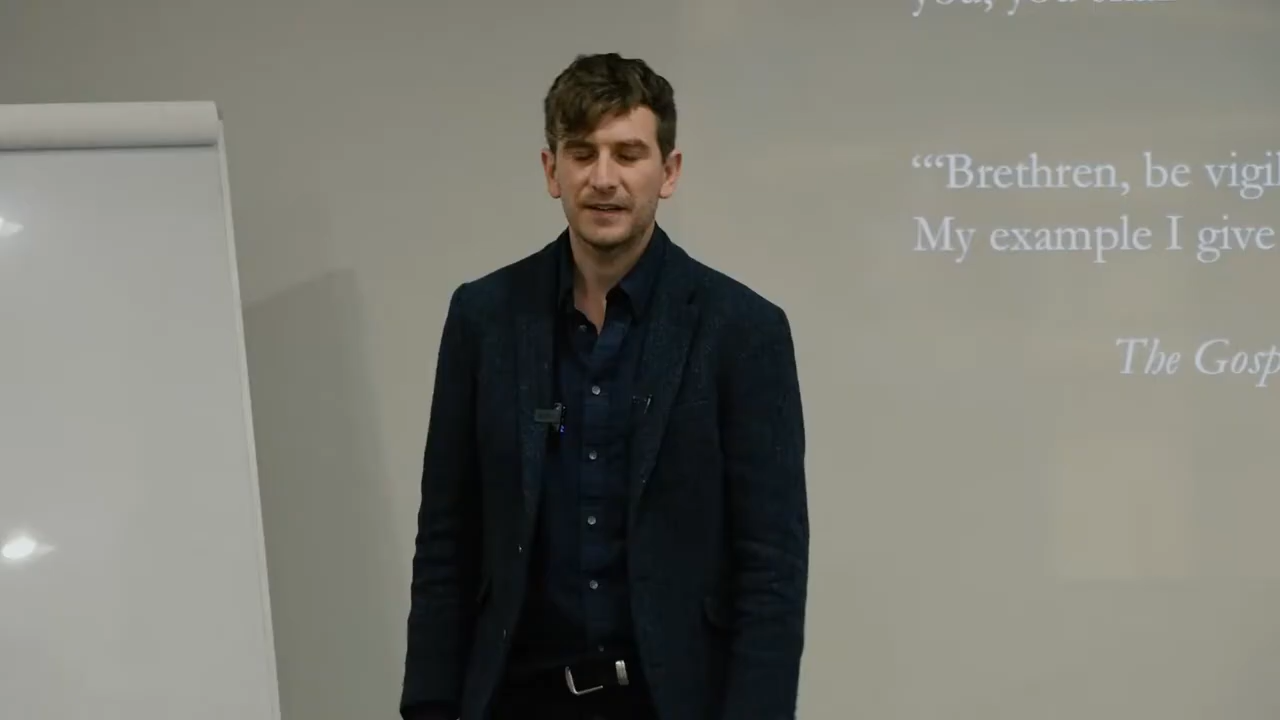 “‘“Brethren, be vigil
My example I give
The Gosp